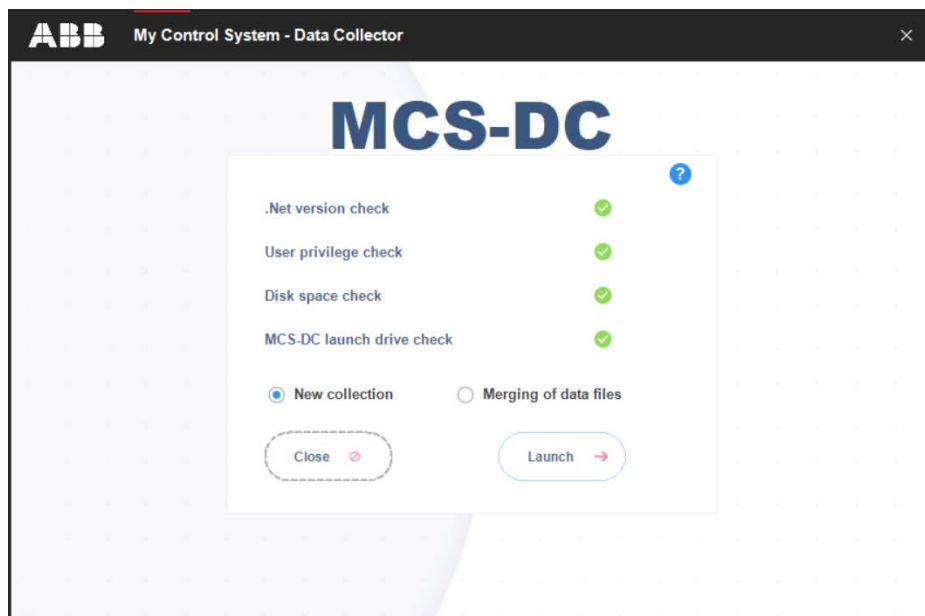 ABB My Control System - Data Collector
MCS-DC
?
.Net version check
User privilege check
Disk space check
MCS-DC launch drive check
New collection Merging of data files
Close Launch